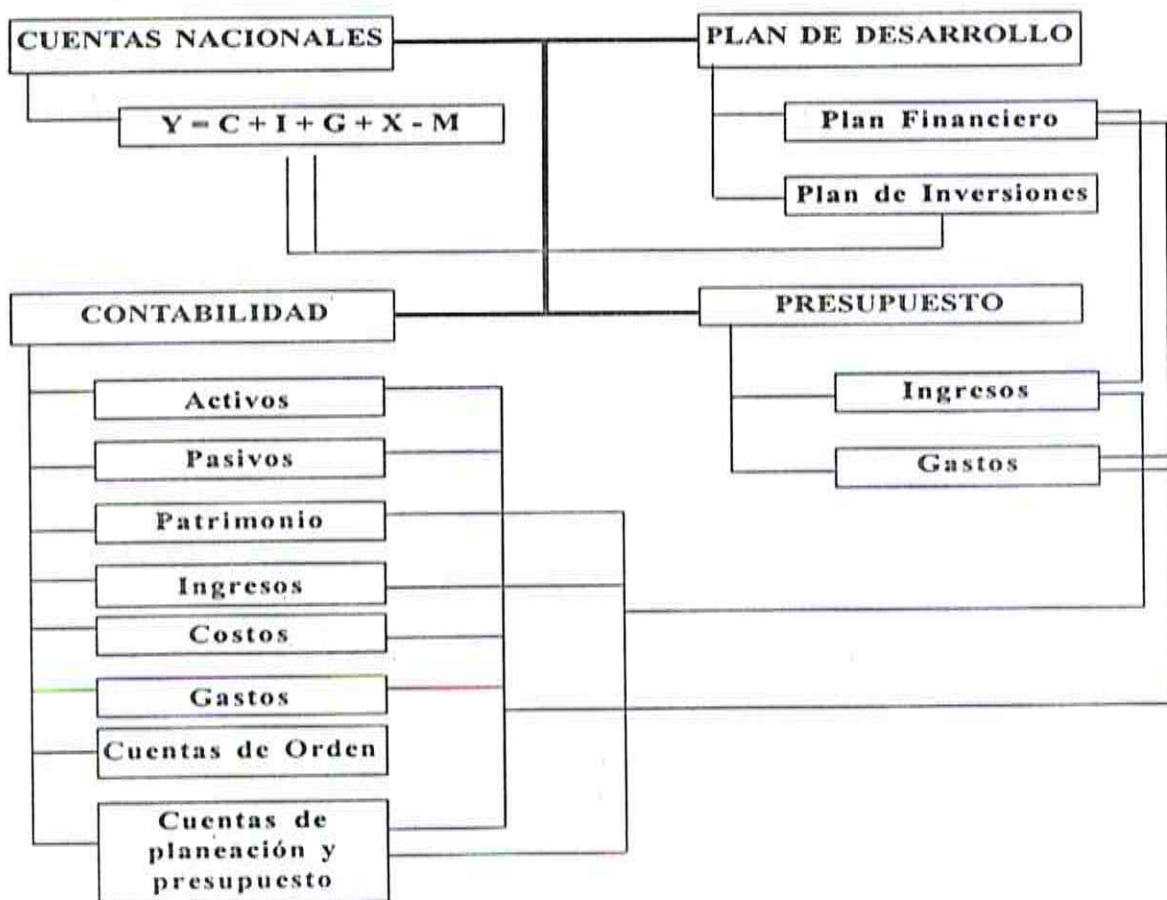 CUENTAS NACIONALES
Y = C + I + G + X - M
PLAN DE DESARROLLO
Plan Financiero
Plan de Inversiones
CONTABILIDAD
Activos
Pasivos
Patrimonio
Ingresos
Costos
Gastos
Cuentas de Orden
Cuentas de
planeación y
presupuesto
PRESUPUESTO
Ingresos
Gastos